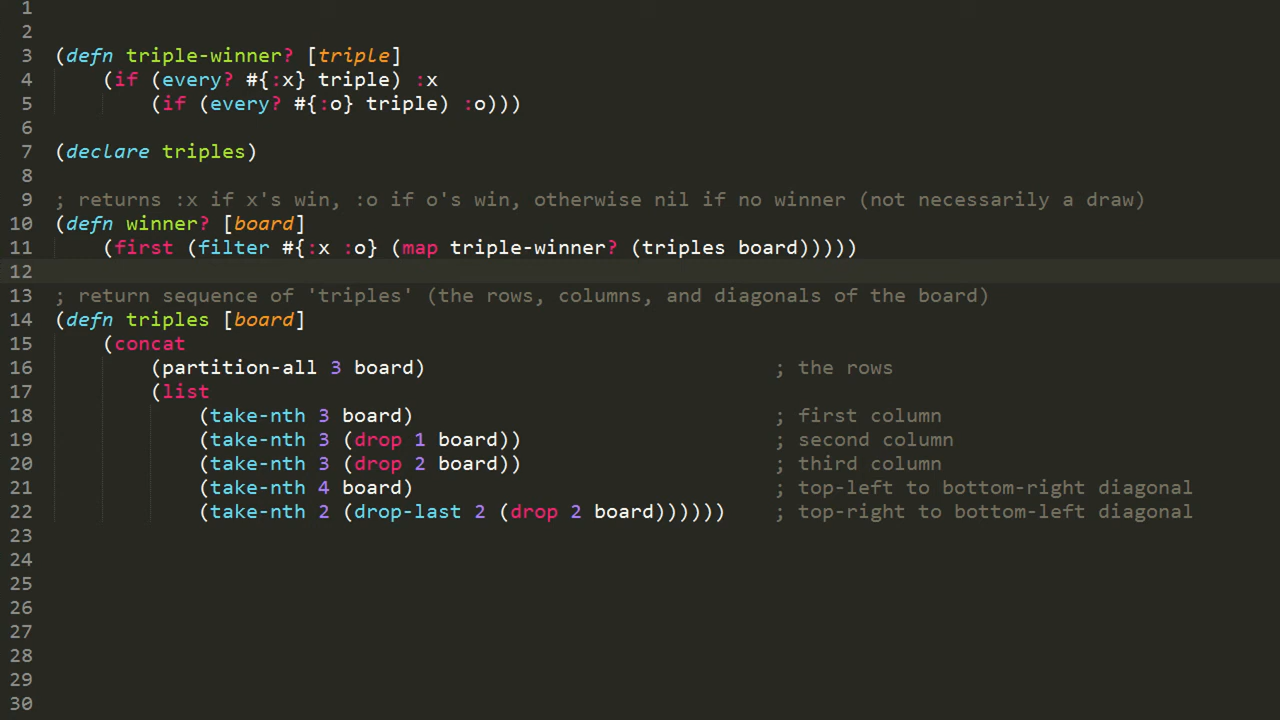 1
2
3 (defn triple-winner? [triple]
4 (if (every? #{:x} triple) :x
5 (if (every? #{:o} triple) :o)))
6
7 (declare triples)
8
9 ; returns :x if x's win, :o if o's win, otherwise nil if no winner (not necessarily a draw)
10 (defn winner? [board]
11 (first (filter #{:x :o} (map triple-winner? (triples board)))))
12
13 ; return sequence of 'triples' (the rows, columns, and diagonals of the board)
14 (defn triples [board]
15 (concat
16 (partition-all 3 board) ; the rows
17 (list
18 (take-nth 3 board) ; first column
19 (take-nth 3 (drop 1 board)) ; second column
20 (take-nth 3 (drop 2 board)) ; third column
21 (take-nth 4 board) ; top-left to bottom-right diagonal
22 (take-nth 2 (drop-last 2 (drop 2 board)))))) ; top-right to bottom-left diagonal
23
24
25
26
27
28
29
30